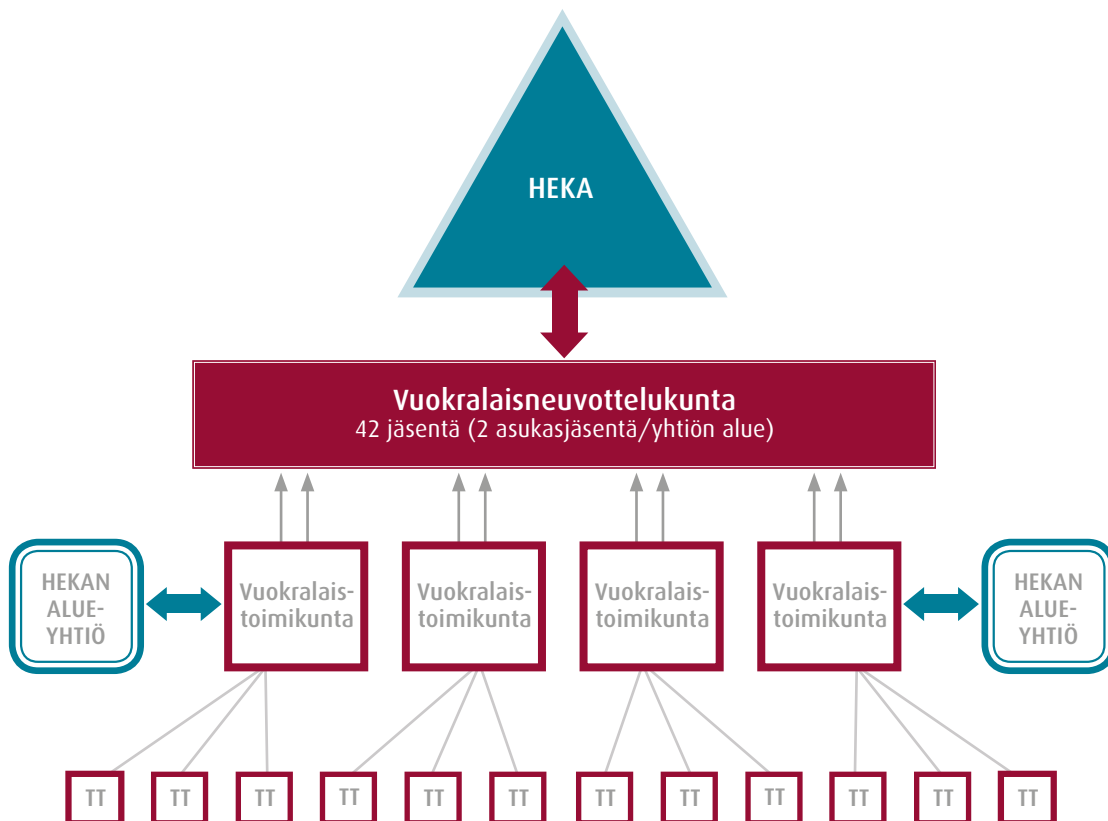 HEKA
Vuokralaisneuvottelukunta
42 jäsentä (2 asukasjäsentä/yhtiön alue)
HEKAN
ALUE-
YHTIÖ
Vuokralais-
toimikunta
Vuokralais-
toimikunta
Vuokralais-
toimikunta
Vuokralais-
toimikunta
HEKAN
ALUE-
YHTIÖ
TT
TT
TT
TT
TT
TT
TT
TT
TT
TT
TT
TT